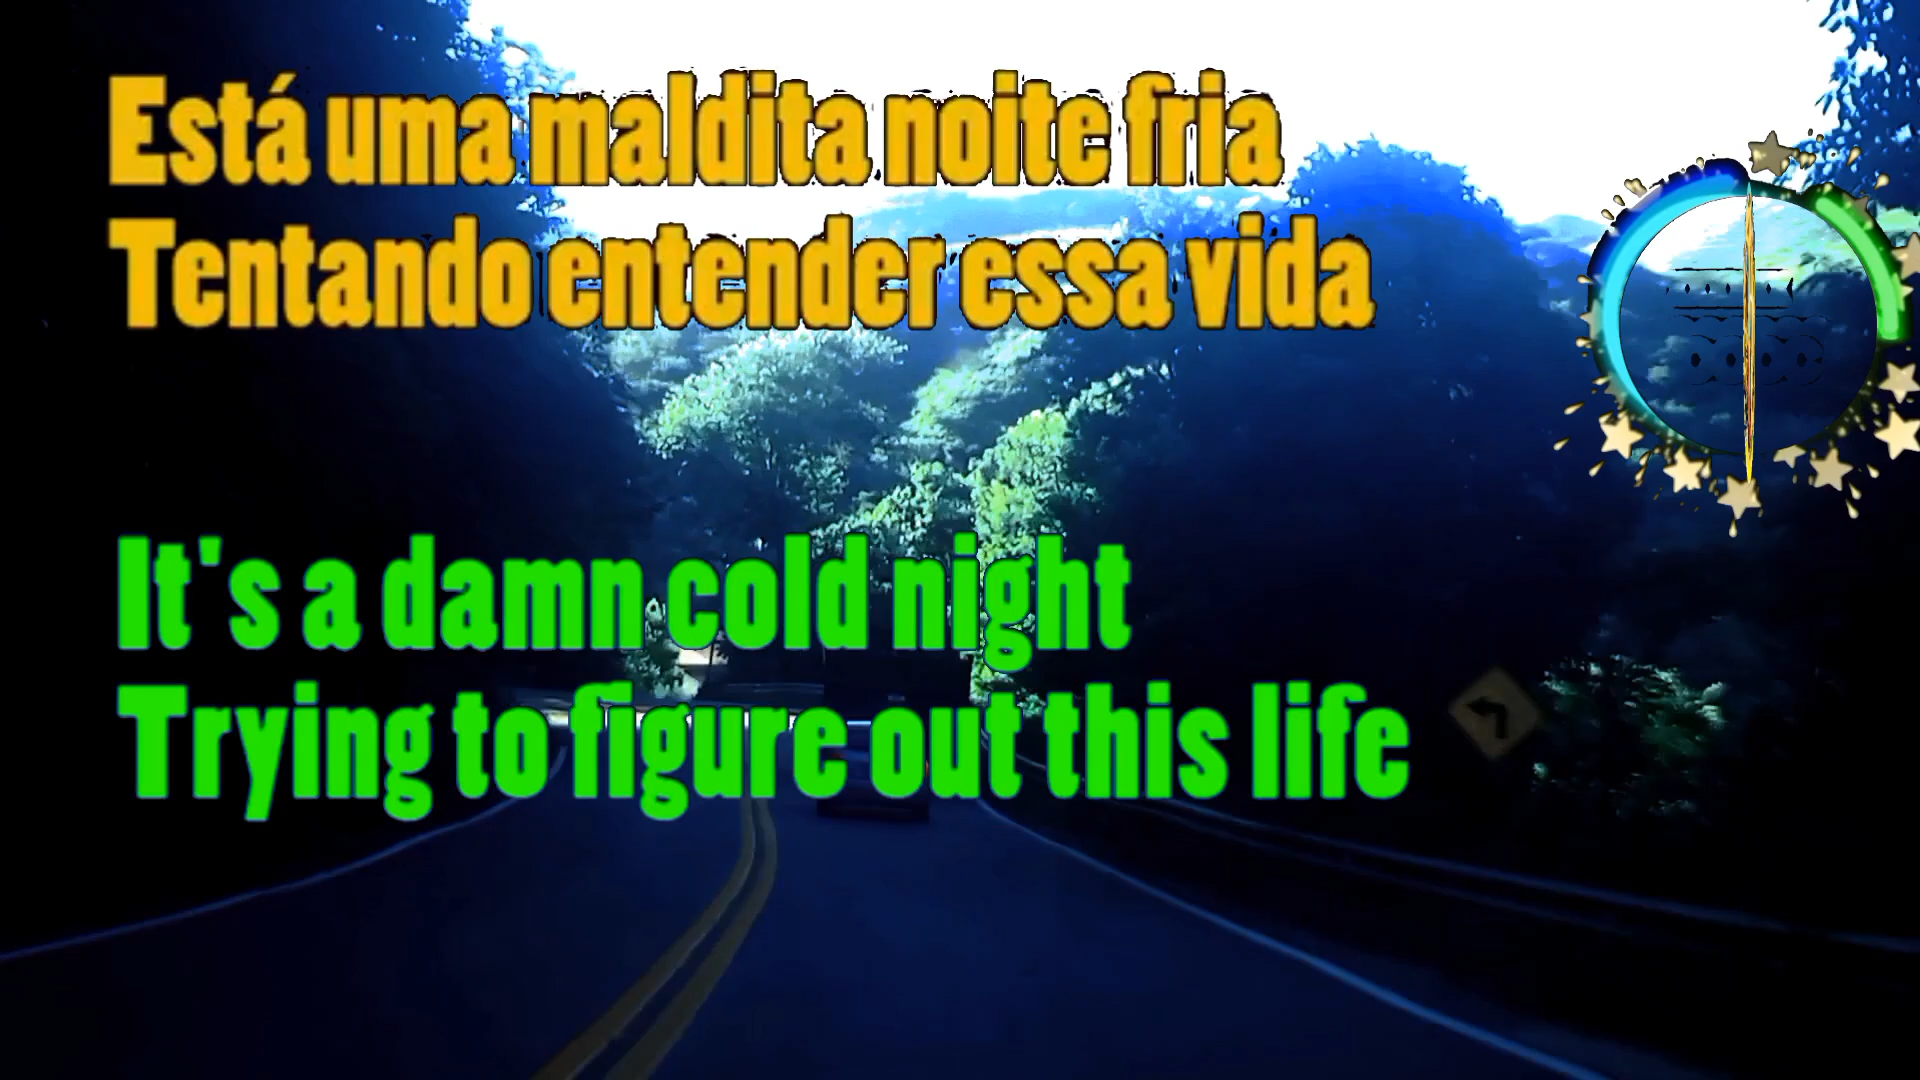 Está uma maldita noite fria
Tentando entender essa vida
It's a damn cold night
Trying to figure out this life